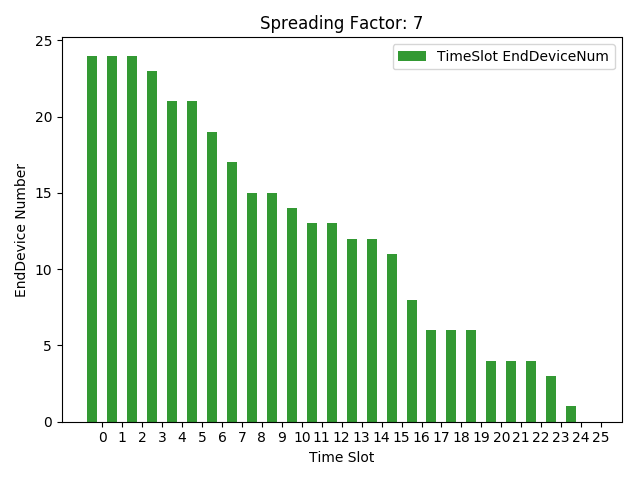 Spreading Factor: 7
TimeSlot EndDeviceNum
EndDevice Number
25
20
15
10
5
0
0 1 2 3 4 5 6 7 8 9 10 11 12 13 14 15 16 17 18 19 20 21 22 23 24 25
Time Slot